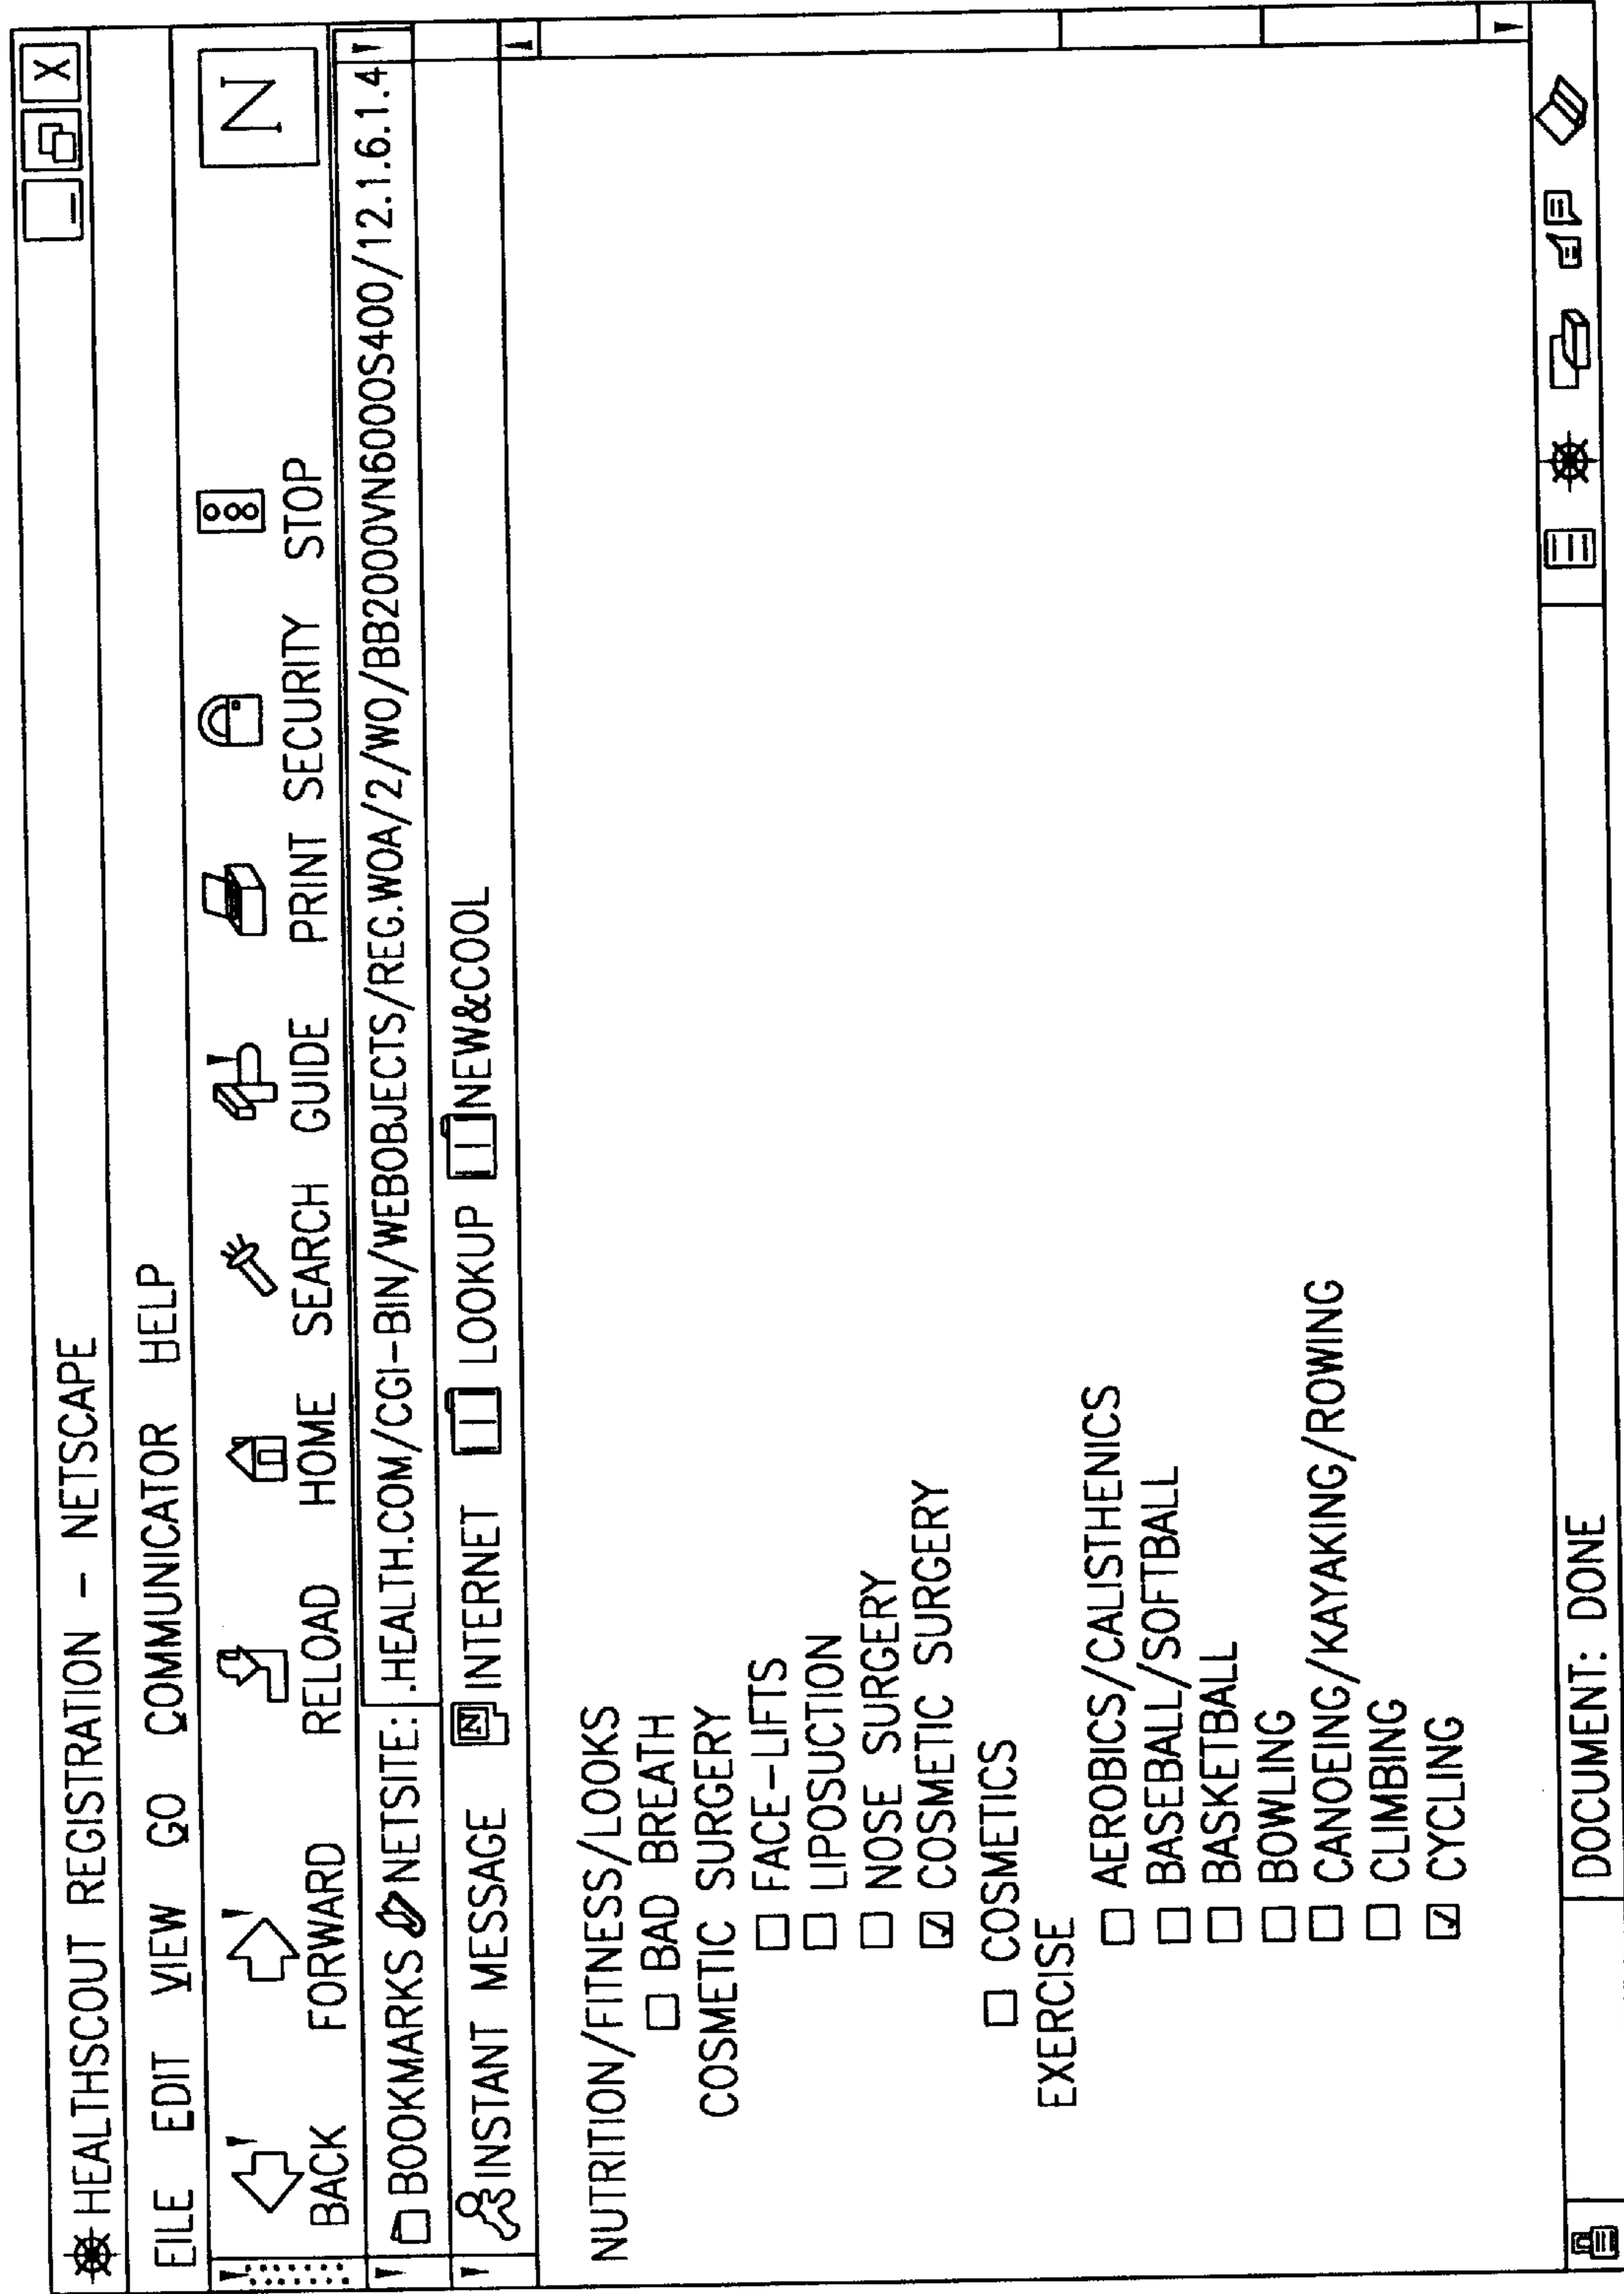 HEALTHSCOUT REGISTRATION - NETSCAPE
X
FILE EDIT VIEW GO COMMUNICATOR HELP
N
BACK FORWARD RELOAD HOME SEARCH GUIDE PRINT SECURITY STOP
BOOKMARKS NETSITE: .HEALTH.COM/CGI-BIN/WEBOBJECTS/REG.WOA/2/WO/BB2000VN6000S400/12.1.6.1.4
INSTANT MESSAGE N INTERNET LOOKUP NEW&COOL
NUTRITION/FITNESS/LOOKS
BAD BREATH
COSMETIC SURGERY
FACE-LIFTS
LIPOSUCTION
NOSE SURGERY
COSMETIC SURGERY
COSMETICS
EXERCISE
AEROBICS/CALISTHENICS
BASEBALL/SOFTBALL
BASKETBALL
BOWLING
CANOEING/KAYAKING/ROWING
CLIMBING
CYCLING
DOCUMENT: DONE